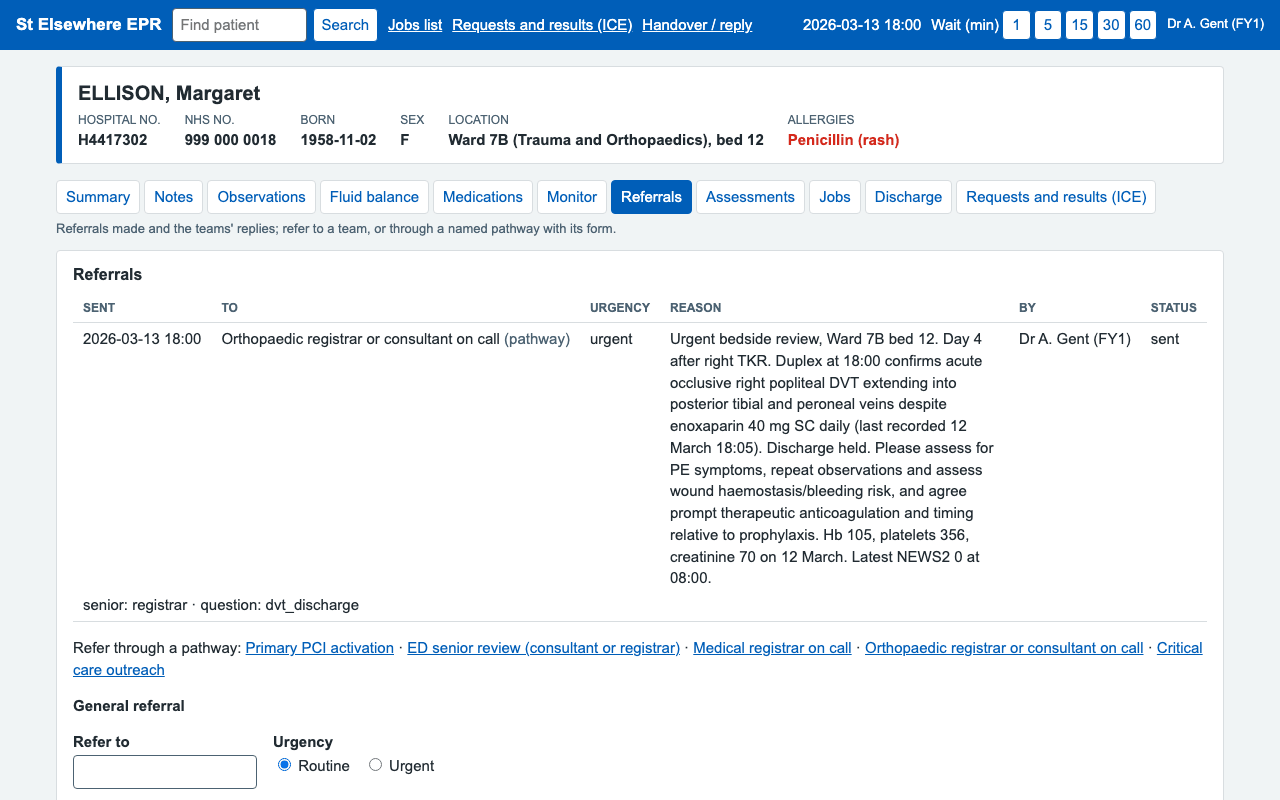 St Elsewhere EPR Find patient Search Jobs list Requests and results (ICE) Handover / reply 2026-03-13 18:00 Wait (min) 1 5 15 30 60 Dr A. Gent (FY1)
ELLISON, Margaret
HOSPITAL NO. NHS NO. BORN SEX LOCATION ALLERGIES
H4417302 999 000 0018 1958-11-02 F Ward 7B (Trauma and Orthopaedics), bed 12 Penicillin (rash)
Summary Notes Observations Fluid balance Medications Monitor Referrals Assessments Jobs Discharge Requests and results (ICE)
Referrals made and the teams' replies; refer to a team, or through a named pathway with its form.
Referrals
SENT TO URGENCY REASON BY STATUS
2026-03-13 18:00 Orthopaedic registrar or consultant on call (pathway) urgent Urgent bedside review, Ward 7B bed 12. Day 4 Dr A. Gent (FY1) sent
after right TKR. Duplex at 18:00 confirms acute
occlusive right popliteal DVT extending into
posterior tibial and peroneal veins despite
enoxaparin 40 mg SC daily (last recorded 12
March 18:05). Discharge held. Please assess for
PE symptoms, repeat observations and assess
wound haemostasis/bleeding risk, and agree
prompt therapeutic anticoagulation and timing
relative to prophylaxis. Hb 105, platelets 356,
creatinine 70 on 12 March. Latest NEWS2 0 at
08:00.
senior: registrar · question: dvt_discharge
Refer through a pathway: Primary PCI activation · ED senior review (consultant or registrar) · Medical registrar on call · Orthopaedic registrar or consultant on call · Critical
care outreach
General referral
Refer to Urgency
Routine Urgent